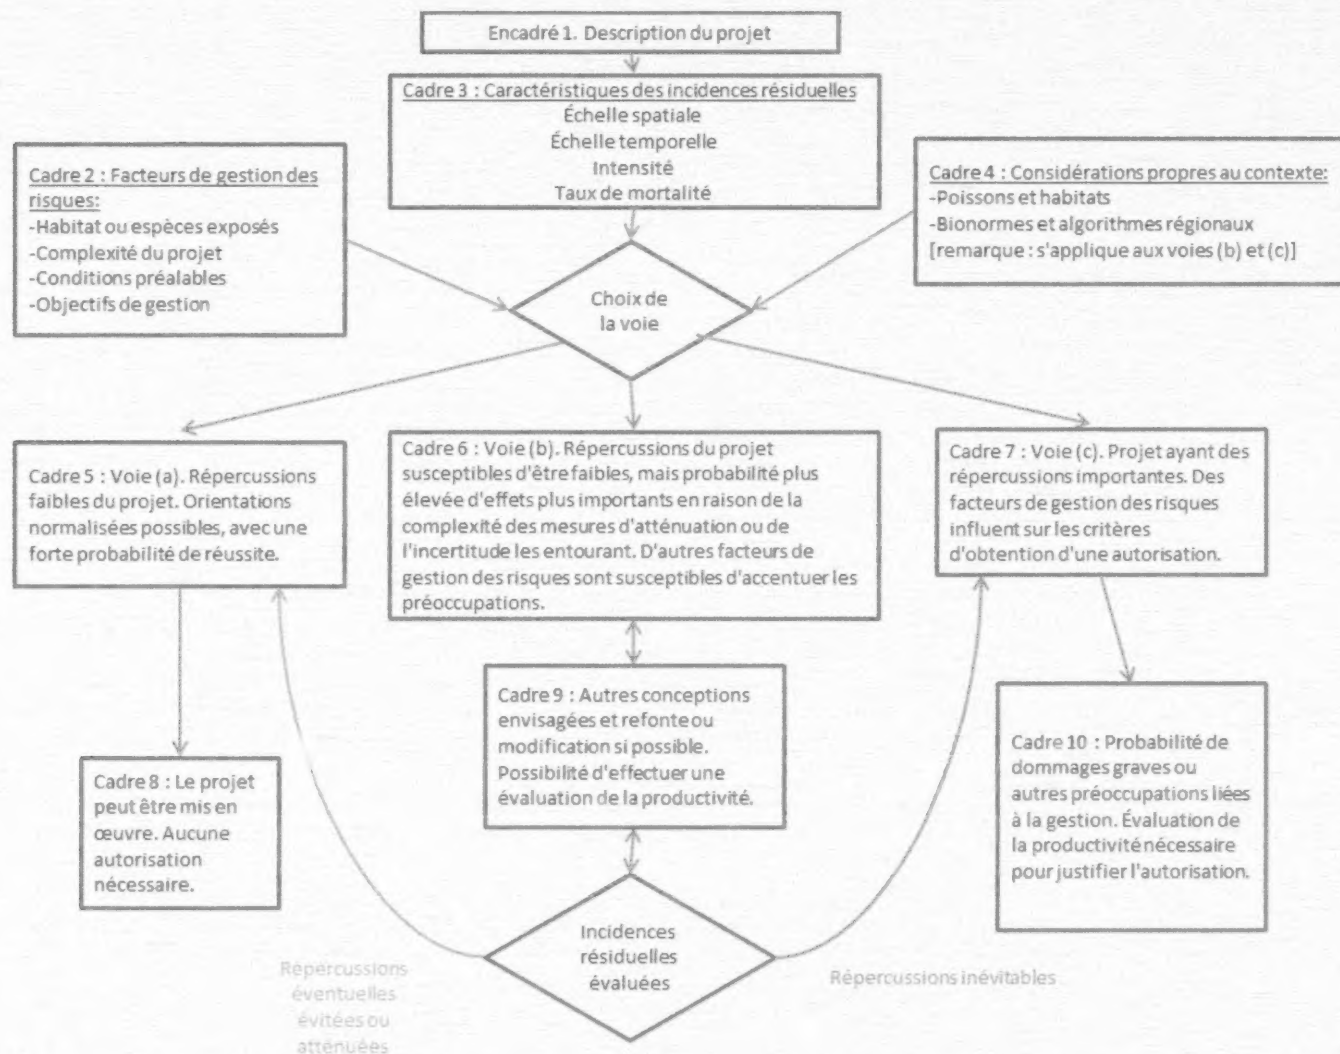 Encadré 1. Description du projet
Cadre 3 : Caractéristiques des incidences résiduelles
Échelle spatiale
Échelle temporelle
Intensité
Taux de mortalité
Cadre 2 : Facteurs de gestion des
risques:
-Habitat ou espèces exposés
-Complexité du projet
-Conditions préalables
-Objectifs de gestion
Cadre 4 : Considérations propres au contexte:
-Poissons et habitats
-Bionormes et algorithmes régionaux
[remarque : s'applique aux voies (b) et (c)]
Choix de
la voie
Cadre 5 : Voie (a). Répercussions
faibles du projet. Orientations
normalisées possibles, avec une
forte probabilité de réussite.
Cadre 6 : Voie (b). Répercussions du projet
susceptibles d'être faibles, mais probabilité plus
élevée d'effets plus importants en raison de la
complexité des mesures d'atténuation ou de
l'incertitude les entourant. D'autres facteurs de
gestion des risques sont susceptibles d'accentuer les
préoccupations.
Cadre 7 : Voie (c). Projet ayant des
répercussions importantes. Des
facteurs de gestion des risques
influent sur les critères
d'obtention d'une autorisation.
Cadre 8 : Le projet
peut être mis en
œuvre. Aucune
autorisation
nécessaire.
Cadre 9 : Autres conceptions
envisagées et refonte ou
modification si possible.
Possibilité d'effectuer une
évaluation de la productivité.
Cadre 10 : Probabilité de
dommages graves ou
autres préoccupations liées
à la gestion. Évaluation de
la productivité nécessaire
pour justifier l'autorisation.
Incidences
résiduelles
évaluées
Répercussions
éventuelles
évitées ou
atténuées
Répercussions inévitables